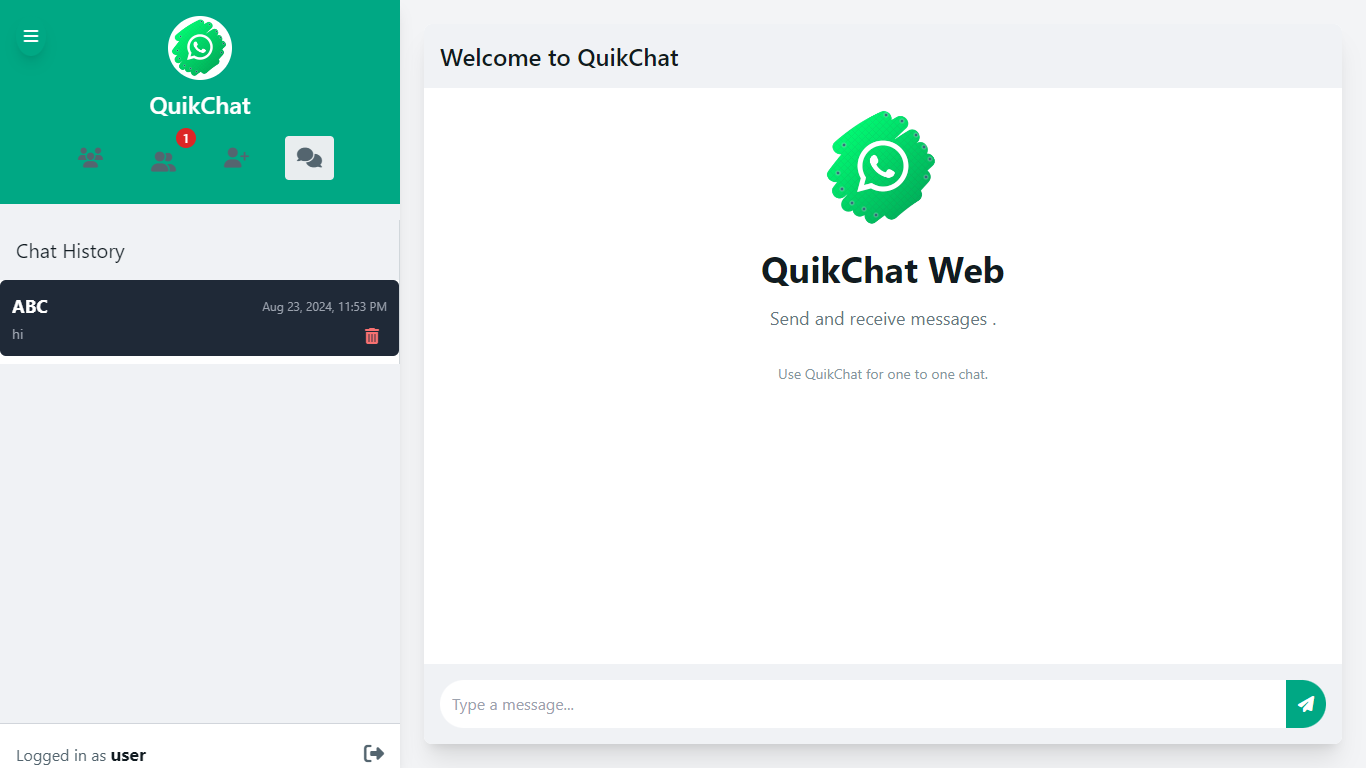 QuikChat
1
Chat History
ABC
Aug 23, 2024, 11:53 PM
hi
Logged in as user
Welcome to QuikChat
QuikChat Web
Send and receive messages .
Use QuikChat for one to one chat.
Type a message...